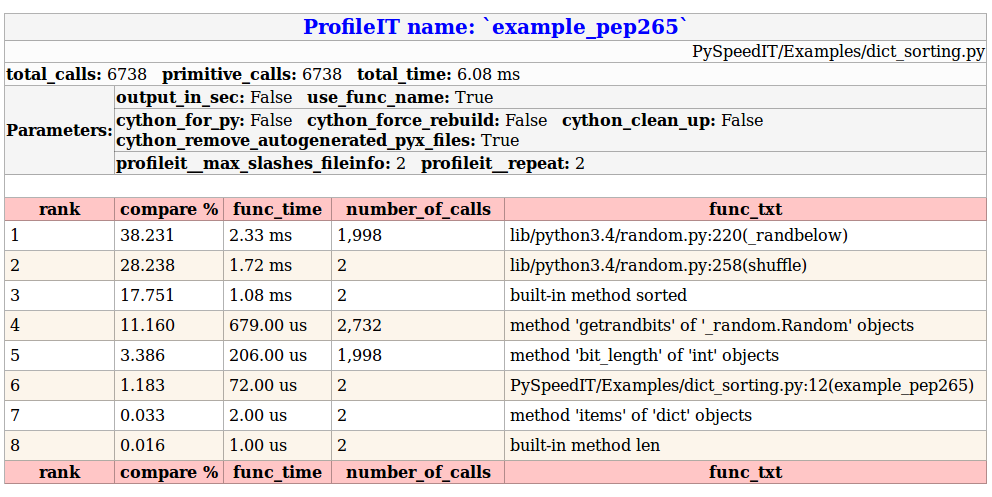 ProfileIT name: `example_pep265`
PySpeedIT/Examples/dict_sorting.py
total_calls: 6738 primitive_calls: 6738 total_time: 6.08 ms
Parameters:
output_in_sec: False use_func_name: True
cython_for_py: False cython_force_rebuild: False cython_clean_up: False
cython_remove_autogenerated_pyx_files: True
profileit__max_slashes_fileinfo: 2 profileit__repeat: 2
rank compare % func_time number_of_calls func_txt
1 38.231 2.33 ms 1,998 lib/python3.4/random.py:220(_randbelow)
2 28.238 1.72 ms 2 lib/python3.4/random.py:258(shuffle)
3 17.751 1.08 ms 2 built-in method sorted
4 11.160 679.00 us 2,732 method 'getrandbits' of '_random.Random' objects
5 3.386 206.00 us 1,998 method 'bit_length' of 'int' objects
6 1.183 72.00 us 2 PySpeedIT/Examples/dict_sorting.py:12(example_pep265)
7 0.033 2.00 us 2 method 'items' of 'dict' objects
8 0.016 1.00 us 2 built-in method len
rank compare % func_time number_of_calls func_txt